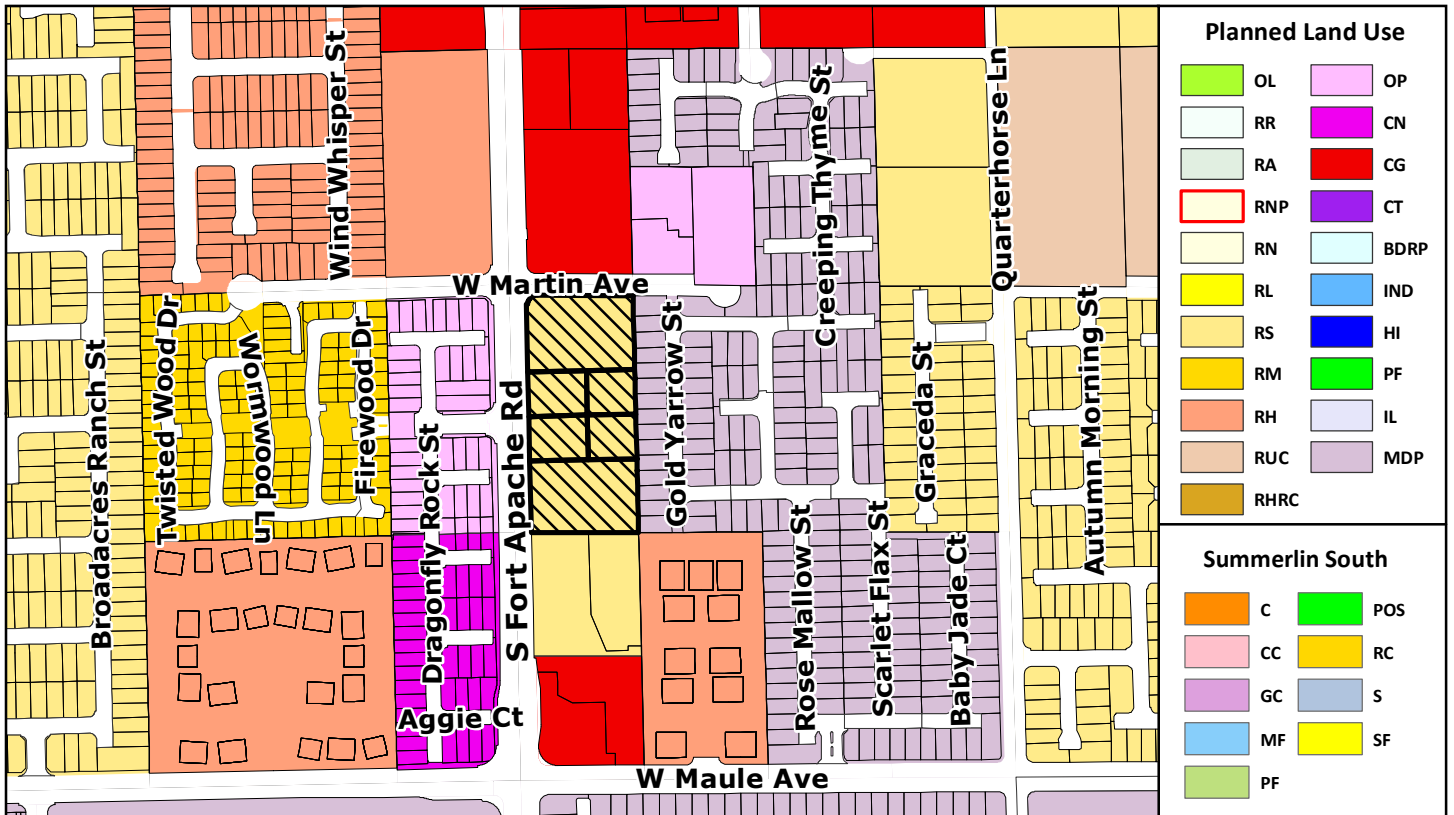 Wind Whisper St
Creeping Thyme St
Quarterhorse Ln
W Martin Ave
Broadacres Ranch St
Twisted Wood Dr
Wormwood Ln
Firewood Dr
Dragonfly Rock St
S Fort Apache Rd
Gold Yarrow St
Graceda St
Autumn Morning St
Rose Mallow St
Scarlet Flax St
Baby Jade Ct
Aggie Ct
W Maule Ave
Planned Land Use
OL
OP
RR
CN
RA
CG
RNP
CT
RN
BDRP
RL
IND
RS
HI
RM
PF
RH
IL
RUC
MDP
RHRC
Summerlin South
C
POS
CC
RC
GC
S
MF
SF
PF